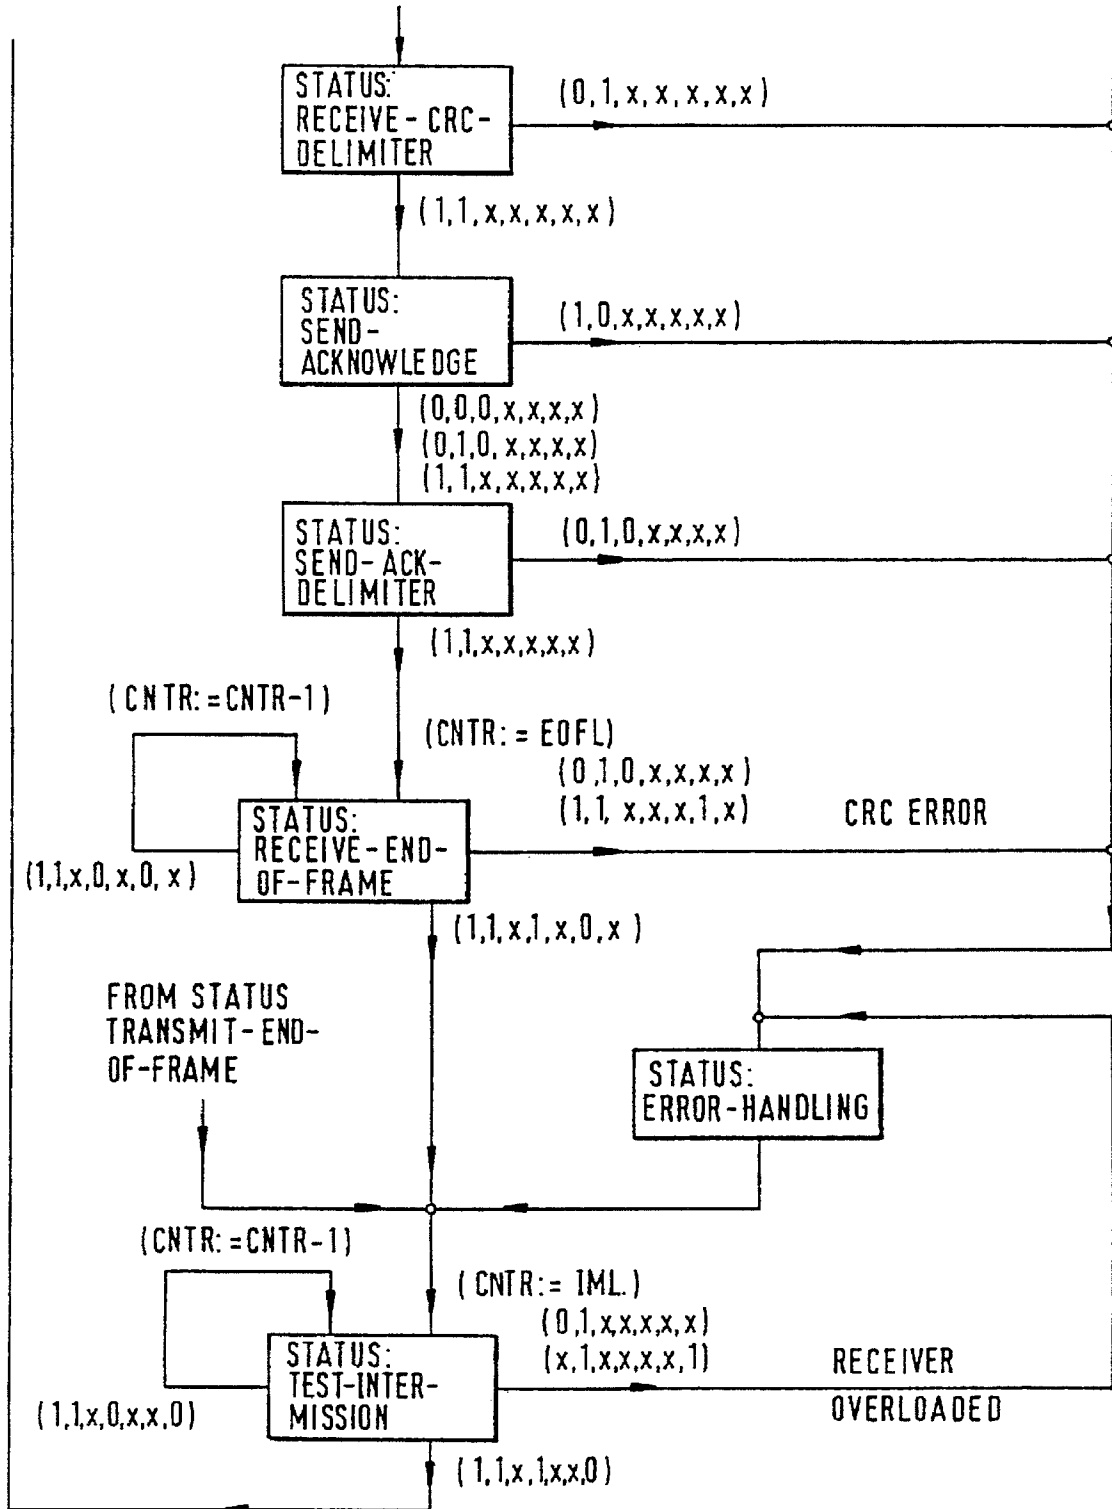 STATUS:
RECEIVE-CRC-
DELIMITER
(0,1,x,x,x,x,x)
(1,1,x,x,x,x,x)
STATUS:
SEND-
ACKNOWLEDGE
(1,0,x,x,x,x,x)
(0,0,0,x,x,x,x)
(0,1,0,x,x,x,x)
(1,1,x,x,x,x,x)
STATUS:
SEND-ACK-
DELIMITER
(0,1,0,x,x,x,x)
(1,1,x,x,x,x,x)
(CNTR:=CNTR-1)
(CNTR:=EOFL)
(0,1,0,x,x,x,x)
(1,1,x,x,x,1,x)
CRC ERROR
STATUS:
RECEIVE-END-
OF-FRAME
(1,1,x,0,x,0,x)
(1,1,x,1,x,0,x)
FROM STATUS
TRANSMIT-END-
OF-FRAME
STATUS:
ERROR-HANDLING
(CNTR:=CNTR-1)
(CNTR:=IML.)
(0,1,x,x,x,x,x)
(x,1,x,x,x,x,1)
RECEIVER
OVERLOADED
STATUS:
TEST-INTER-
MISSION
(1,1,x,0,x,x,0)
(1,1,x,1,x,x,0)